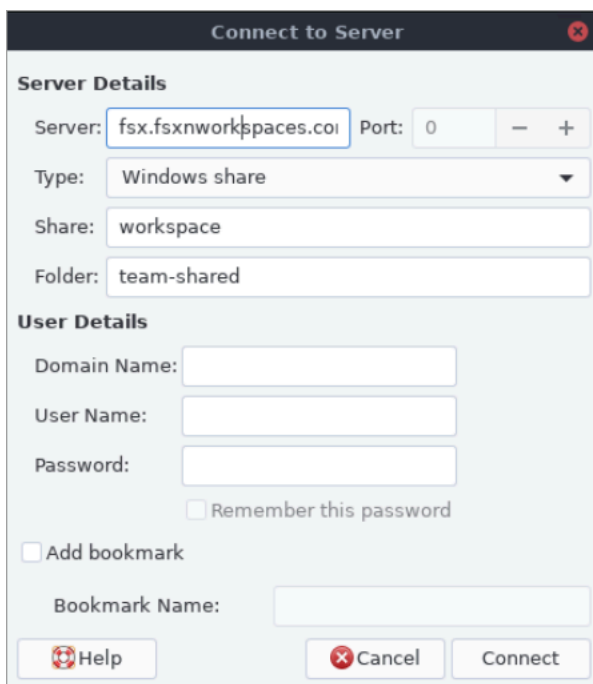 Connect to Server
Server Details
Server: fsx.fsxnworkspaces.co Port: 0 − +
Type: Windows share
Share: workspace
Folder: team-shared
User Details
Domain Name:
User Name:
Password:
Remember this password
Add bookmark
Bookmark Name:
Help Cancel Connect